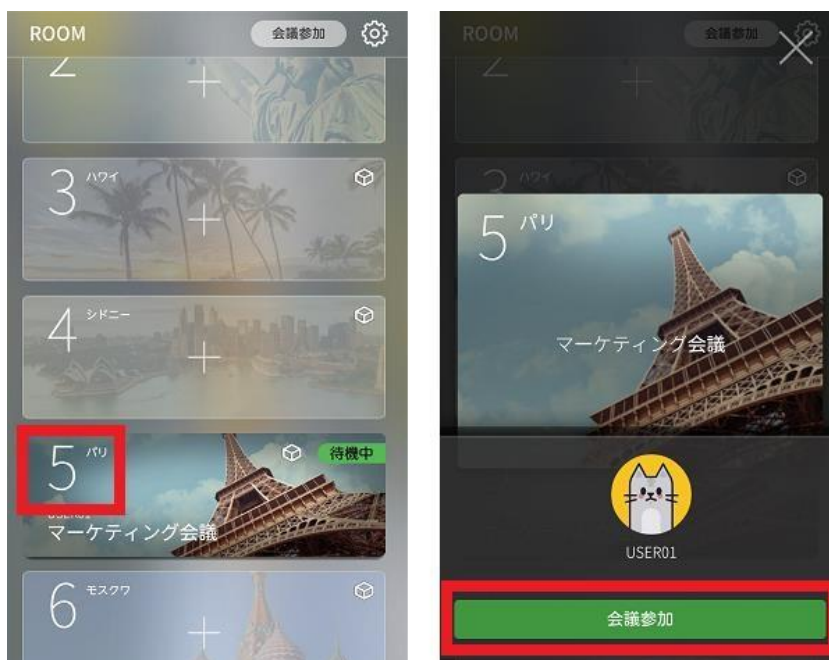 ROOM
会議参加
2
3
ハワイ
4
シドニー
5
パリ
待機中
USER01
マーケティング会議
6
モスクワ
ROOM
会議参加
2
3
ハワイ
5
パリ
マーケティング会議
USER01
会議参加